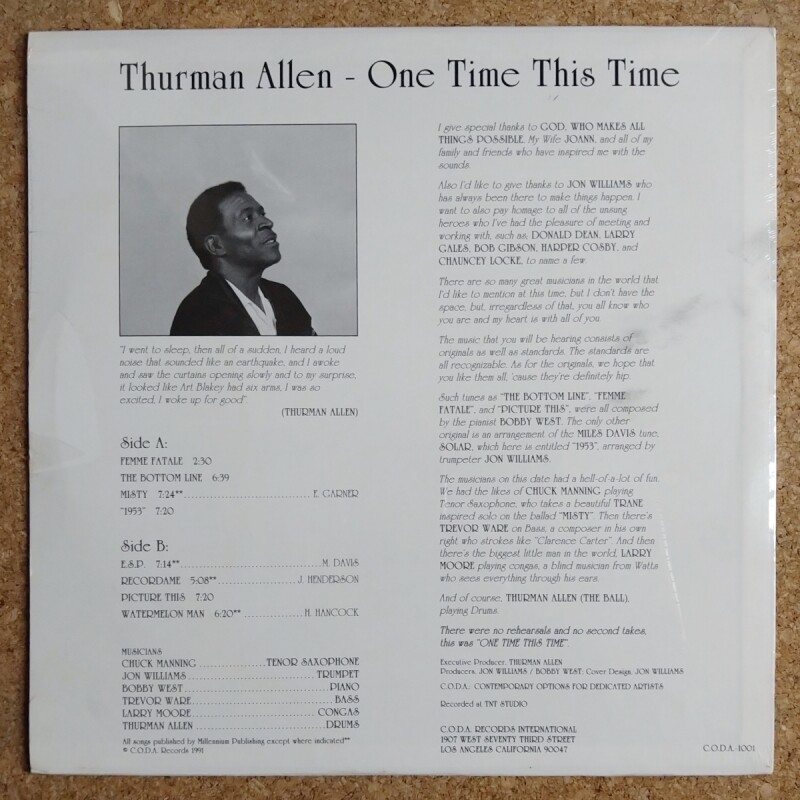 Thurman Allen - One Time This Time
"I went to sleep, then all of a sudden, I heard a loud
noise that sounded like an earthquake, and I awoke
and saw the curtains opening slowly and to my surprise,
it looked like Art Blakey had six arms, I was so
excited, I woke up for good".
(THURMAN ALLEN)
Side A:
FEMME FATALE 2:30
THE BOTTOM LINE 6:39
MISTY 7:24**..............................E. GARNER
"1953" 7:20
Side B:
E.S.P. 7:14**..............................M. DAVIS
RECORDAME 5:08**..................J. HENDERSON
PICTURE THIS 7:20
WATERMELON MAN 6:20** ................H. HANCOCK
MUSICIANS
CHUCK MANNING ................TENOR SAXOPHONE
JON WILLIAMS..............................TRUMPET
BOBBY WEST..............................PIANO
TREVOR WARE..............................BASS
LARRY MOORE..............................CONGAS
THURMAN ALLEN ..............................DRUMS
All songs published by Millennium Publishing except where indicated**
© C.O.D.A. Records 1991
I give special thanks to GOD, WHO MAKES ALL
THINGS POSSIBLE. My Wife JOANN, and all of my
family and friends who have inspired me with the
sounds.
Also I'd like to give thanks to JON WILLIAMS who
has always been there to make things happen. I
want to also pay homage to all of the unsung
heroes who I've had the pleasure of meeting and
working with, such as; DONALD DEAN, LARRY
GALES, BOB GIBSON, HARPER COSBY, and
CHAUNCEY LOCKE, to name a few.
There are so many great musicians in the world that
I'd like to mention at this time, but I don't have the
space, but, irregardless of that, you all know who
you are and my heart is with all of you.
The music that you will be hearing consists of
originals as well as standards. The standards are
all recognizable. As for the originals, we hope that
you like them all, 'cause they're definitely hip.
Such tunes as "THE BOTTOM LINE", "FEMME
FATALE", and "PICTURE THIS", were all composed
by the pianist BOBBY WEST. The only other
original is an arrangement of the MILES DAVIS tune,
SOLAR, which here is entitled "1953", arranged by
trumpeter JON WILLIAMS.
The musicians on this date had a hell-of-a-lot of fun.
We had the likes of CHUCK MANNING playing
Tenor Saxophone, who takes a beautiful TRANE
inspired solo on the ballad "MISTY". Then there's
TREVOR WARE on Bass, a composer in his own
right who strokes like "Clarence Carter". And then
there's the biggest little man in the world, LARRY
MOORE playing congas, a blind musician from Watts
who sees everything through his ears.
And of course, THURMAN ALLEN (THE BALL),
playing Drums.
There were no rehearsals and no second takes,
this was "ONE TIME THIS TIME".
Executive Producer, THURMAN ALLEN
Producers, JON WILLIAMS / BOBBY WEST; Cover Design, JON WILLIAMS
C.O.D.A.: CONTEMPORARY OPTIONS FOR DEDICATED ARTISTS
Recorded at TNT STUDIO
C.O.D.A. RECORDS INTERNATIONAL
1907 WEST SEVENTY THIRD STREET
LOS ANGELES CALIFORNIA 90047
C.O.D.A.-1001